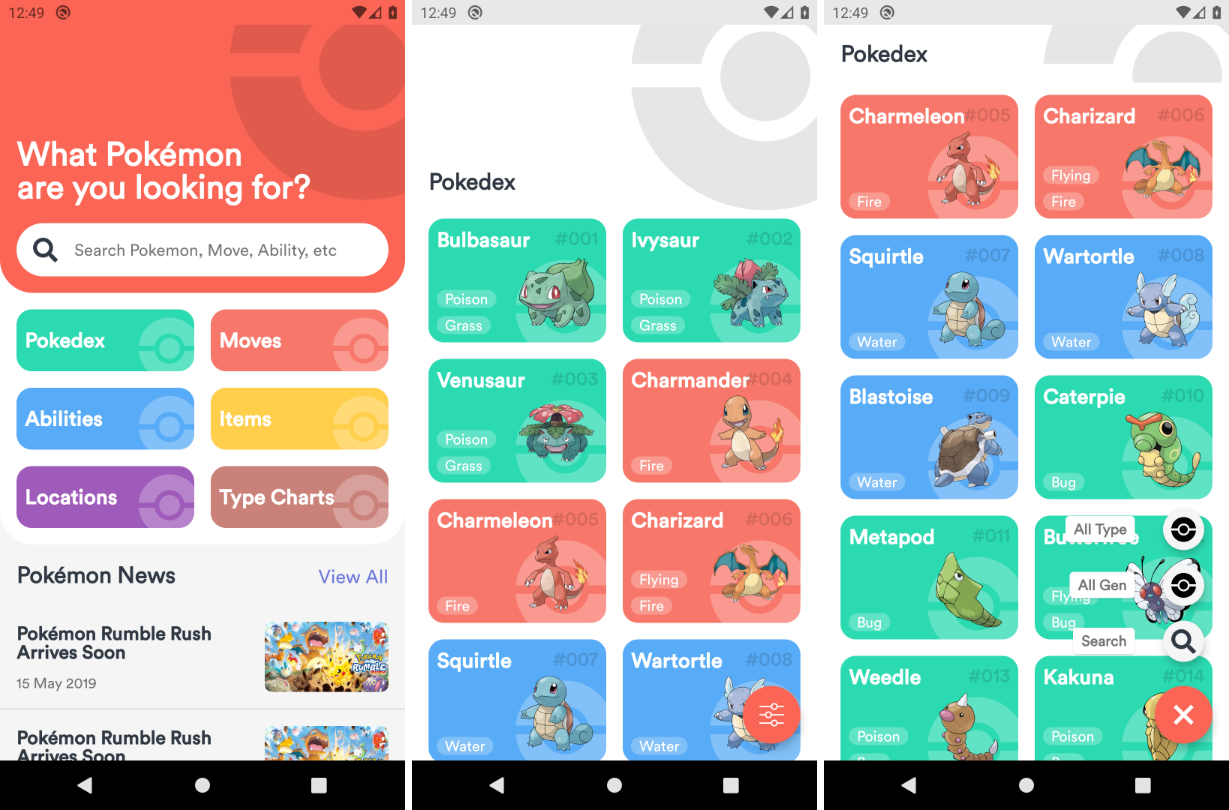 12:49
What Pokémon
are you looking for?
Search Pokemon, Move, Ability, etc
Pokedex
Moves
Abilities
Items
Locations
Type Charts
Pokémon News
View All
Pokémon Rumble Rush
Arrives Soon
15 May 2019
Pokémon Rumble Rush
Arrives Soon
12:49
Pokedex
Bulbasaur #001
Poison
Grass
Ivysaur #002
Poison
Grass
Venusaur #003
Poison
Grass
Charmander #004
Fire
Charmeleon #005
Fire
Charizard #006
Flying
Fire
Squirtle #007
Water
Wartortle #008
Water
12:49
Pokedex
Charmeleon #005
Fire
Charizard #006
Flying
Fire
Squirtle #007
Water
Wartortle #008
Water
Blastoise #009
Water
Caterpie #010
Bug
Metapod #011
Bug
Butterfree
Flying
Bug
All Type
All Gen
Search
Weedle #013
Poison
Kakuna #014
Poison